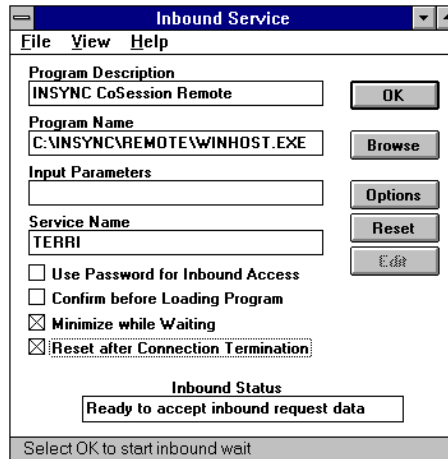 Inbound Service
File View Help
Program Description
INSYNC CoSession Remote
OK
Program Name
C:\INSYNC\REMOTE\WINHOST.EXE
Browse
Input Parameters
Options
Service Name
Reset
TERRI
Edit
Use Password for Inbound Access
Confirm before Loading Program
Minimize while Waiting
Reset after Connection Termination
Inbound Status
Ready to accept inbound request data
Select OK to start inbound wait